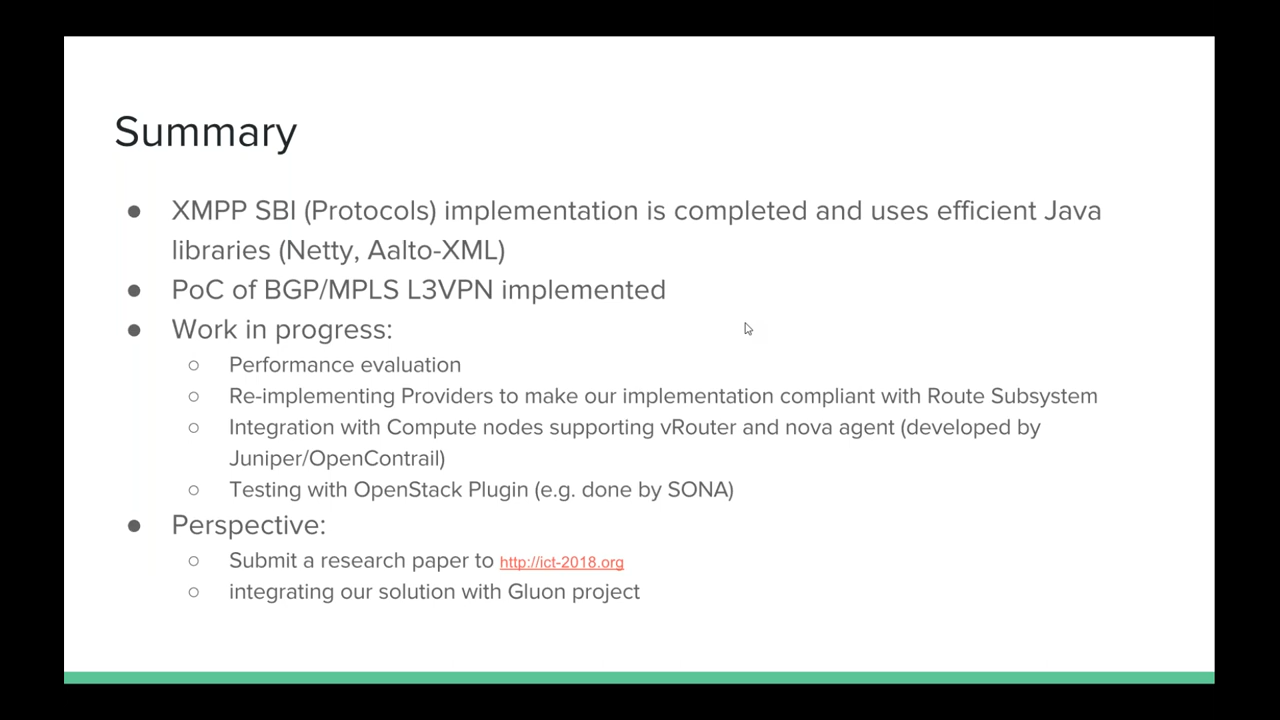 Summary
● XMPP SBI (Protocols) implementation is completed and uses efficient Java
libraries (Netty, Aalto-XML)
● PoC of BGP/MPLS L3VPN implemented
● Work in progress:
○ Performance evaluation
○ Re-implementing Providers to make our implementation compliant with Route Subsystem
○ Integration with Compute nodes supporting vRouter and nova agent (developed by
Juniper/OpenContrail)
○ Testing with OpenStack Plugin (e.g. done by SONA)
● Perspective:
○ Submit a research paper to http://ict-2018.org
○ integrating our solution with Gluon project